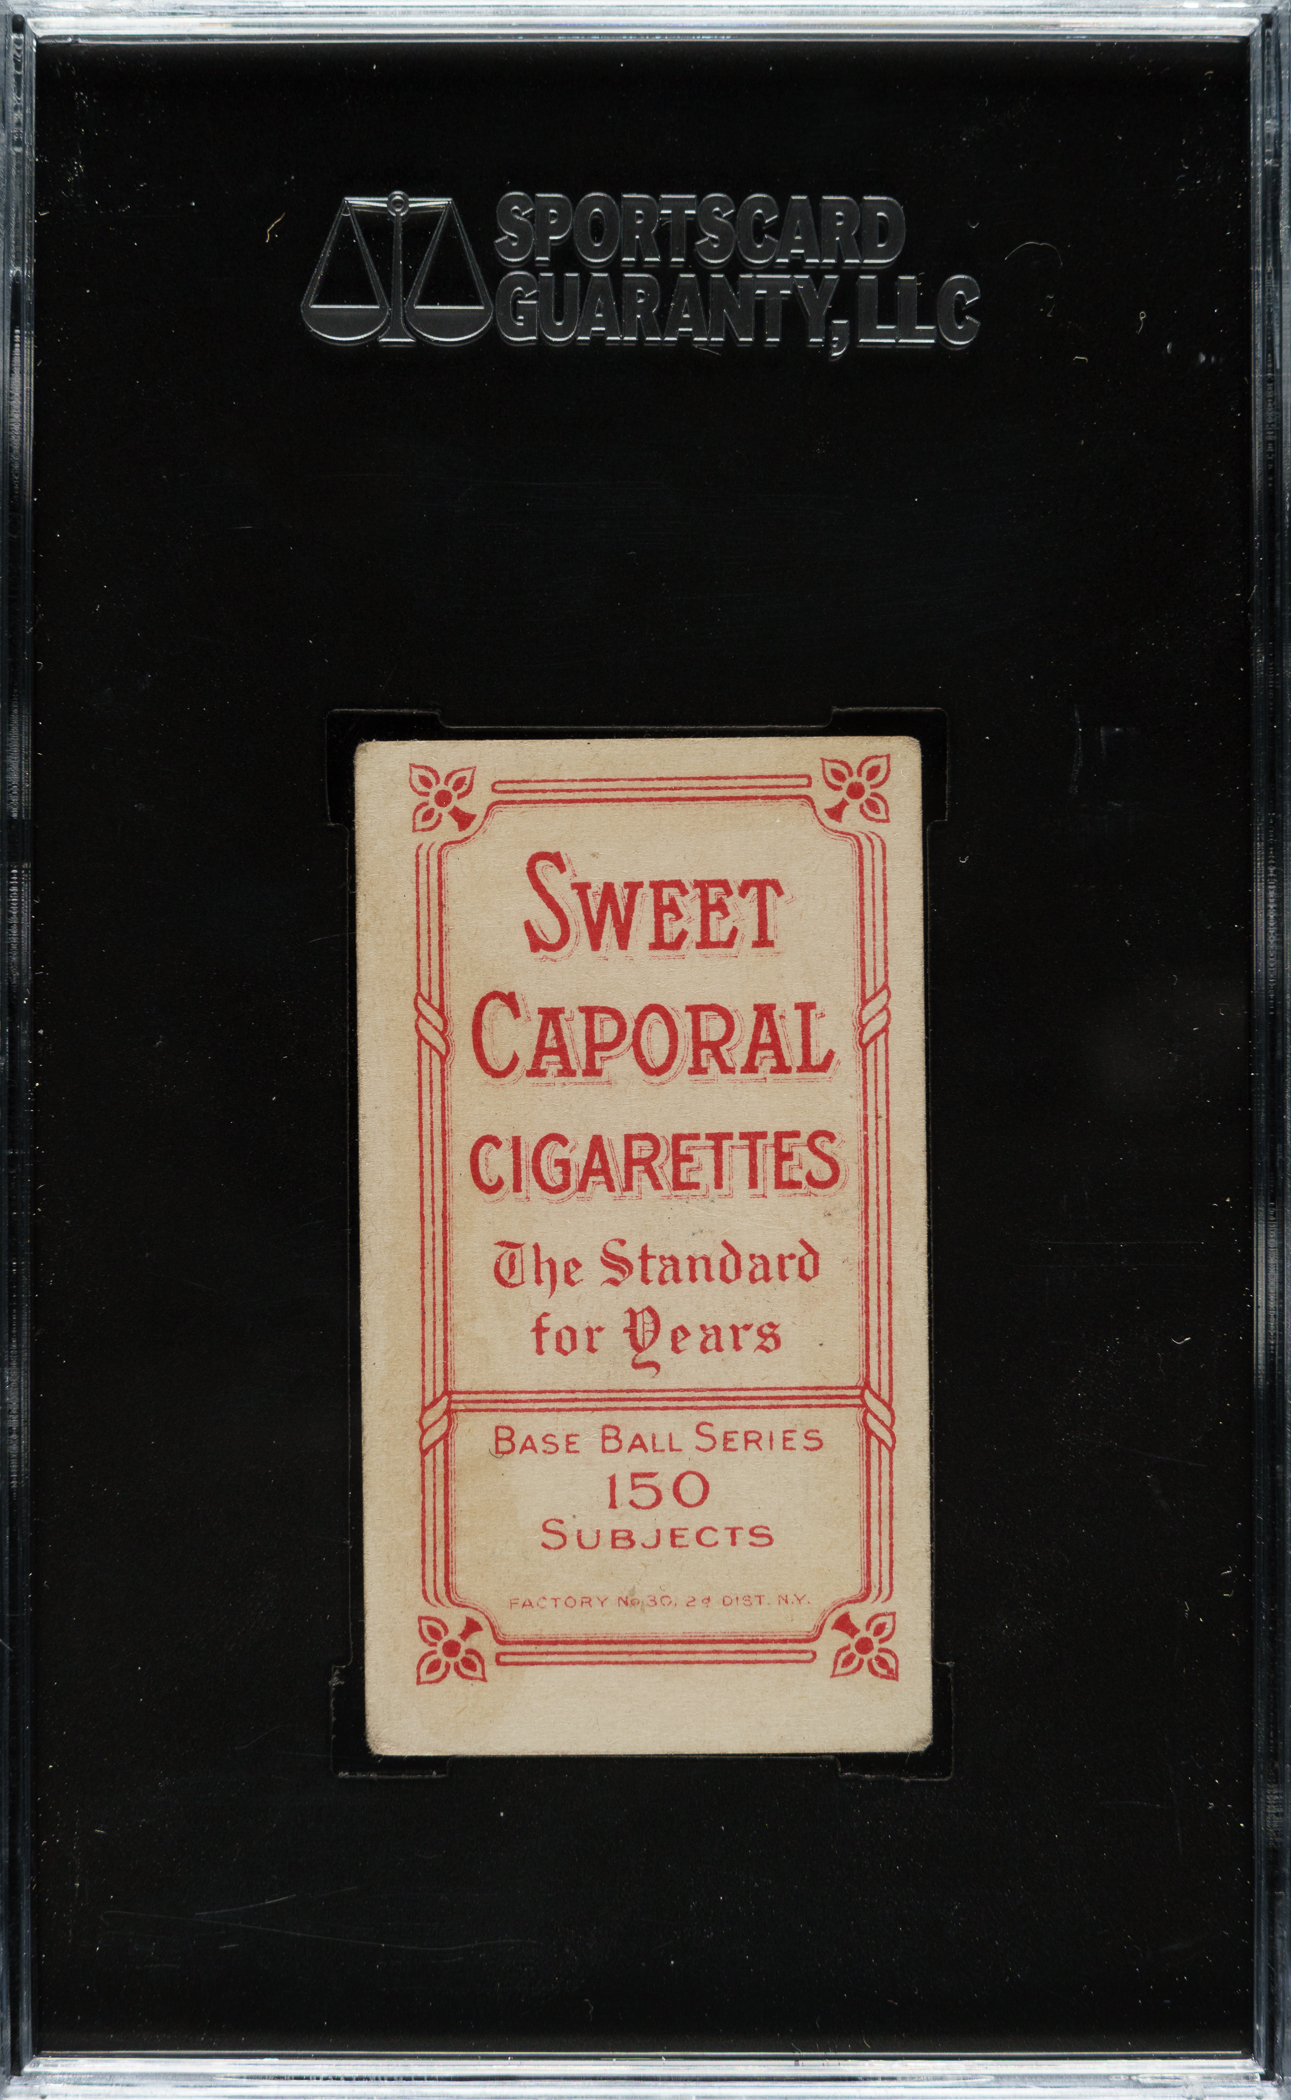 SPORTSCARD
GUARANTY, LLC
SWEET
CAPORAL
CIGARETTES
The Standard
for Years
BASE BALL SERIES
150
SUBJECTS
FACTORY No 30, 2d DIST. N.Y.